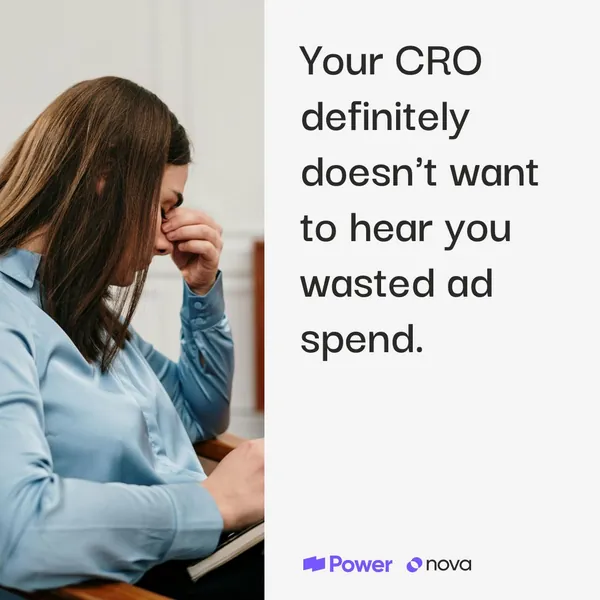 Your CRO
definitely
doesn't want
to hear you
wasted ad
spend.
Power nova